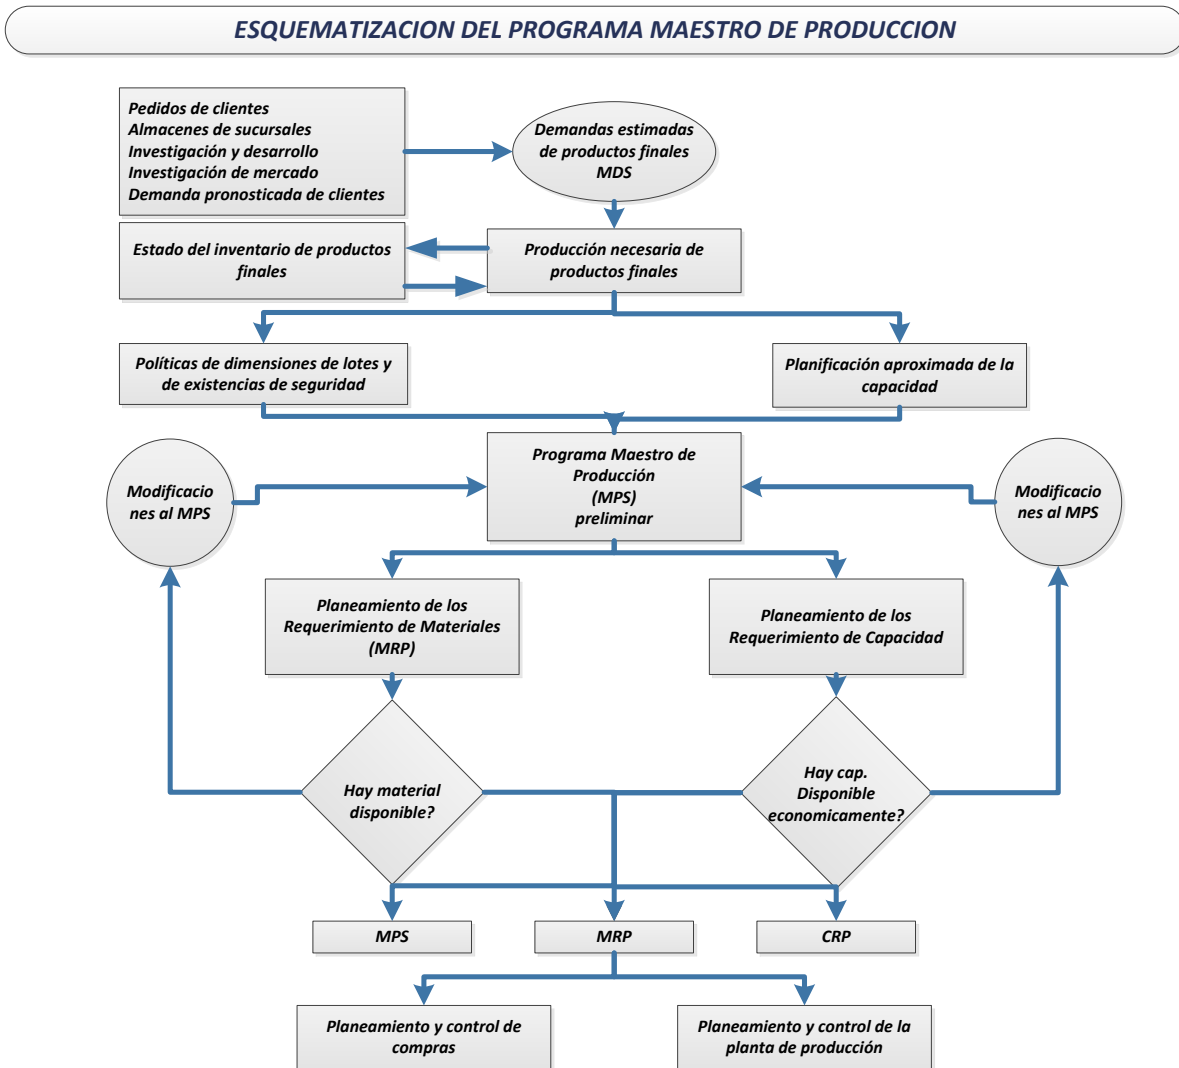 ESQUEMATIZACION DEL PROGRAMA MAESTRO DE PRODUCCION
Pedidos de clientes
Almacenes de sucursales
Investigación y desarrollo
Investigación de mercado
Demanda pronosticada de clientes
Demandas estimadas
de productos finales
MDS
Estado del inventario de productos
finales
Producción necesaria de
productos finales
Políticas de dimensiones de lotes y
de existencias de seguridad
Planificación aproximada de la
capacidad
Modificacio
nes al MPS
Programa Maestro de
Producción
(MPS)
preliminar
Modificacio
nes al MPS
Planeamiento de los
Requerimiento de Materiales
(MRP)
Planeamiento de los
Requerimiento de Capacidad
Hay material
disponible?
Hay cap.
Disponible
economicamente?
MPS
MRP
CRP
Planeamiento y control de
compras
Planeamiento y control de la
planta de producción